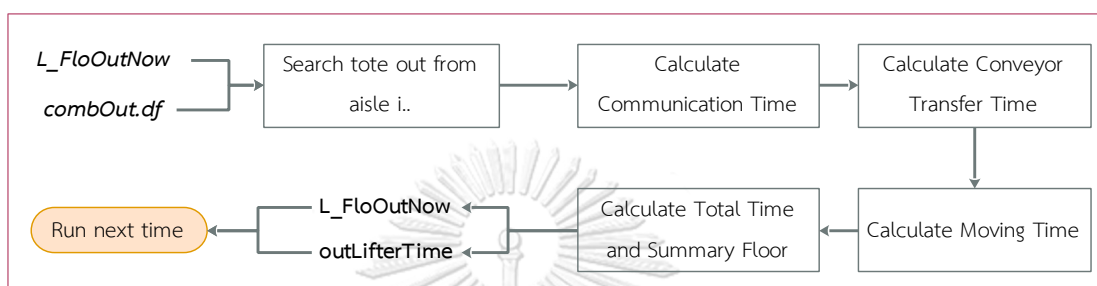 L_FloOutNow
combOut.df
Search tote out from
aisle i..
Calculate
Communication Time
Calculate Conveyor
Transfer Time
Calculate Moving Time
Calculate Total Time
and Summary Floor
L_FloOutNow
outLifterTime
Run next time